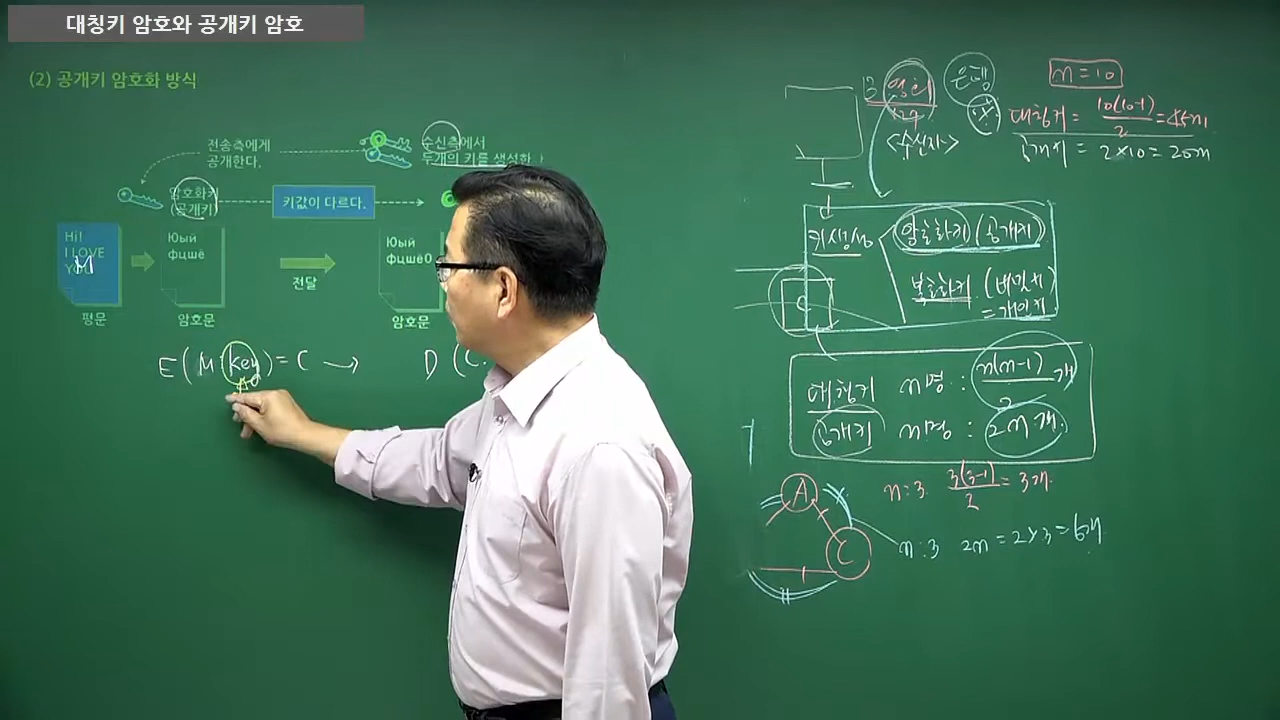 대칭키 암호와 공개키 암호
(2) 공개키 암호화 방식
전송측에게
공개한다.
수신측에서
두개의 키를 생성한
암호화키
(공개키)
키값이 다르다.
Hi!
I LOVE
YO
M
Юый
фцшё
Юый
фцшёО
전달
평문
암호문
암호문
E(M, key) = C →
D (C.
B
은행
<수신자>
n = 10
대칭키 = 10(10-1)/2 = 45개
공개키 = 2×10 = 20개
키생성
암호화키 (공개키)
복호화키 (비밀키)
= 개인키
C
대칭키 n명 : n(n-1)/2 개
공개키 n명 : 2n개.
n:3 3(3-1)/2 = 3개.
A
C
n:3 2n = 2×3 = 6개